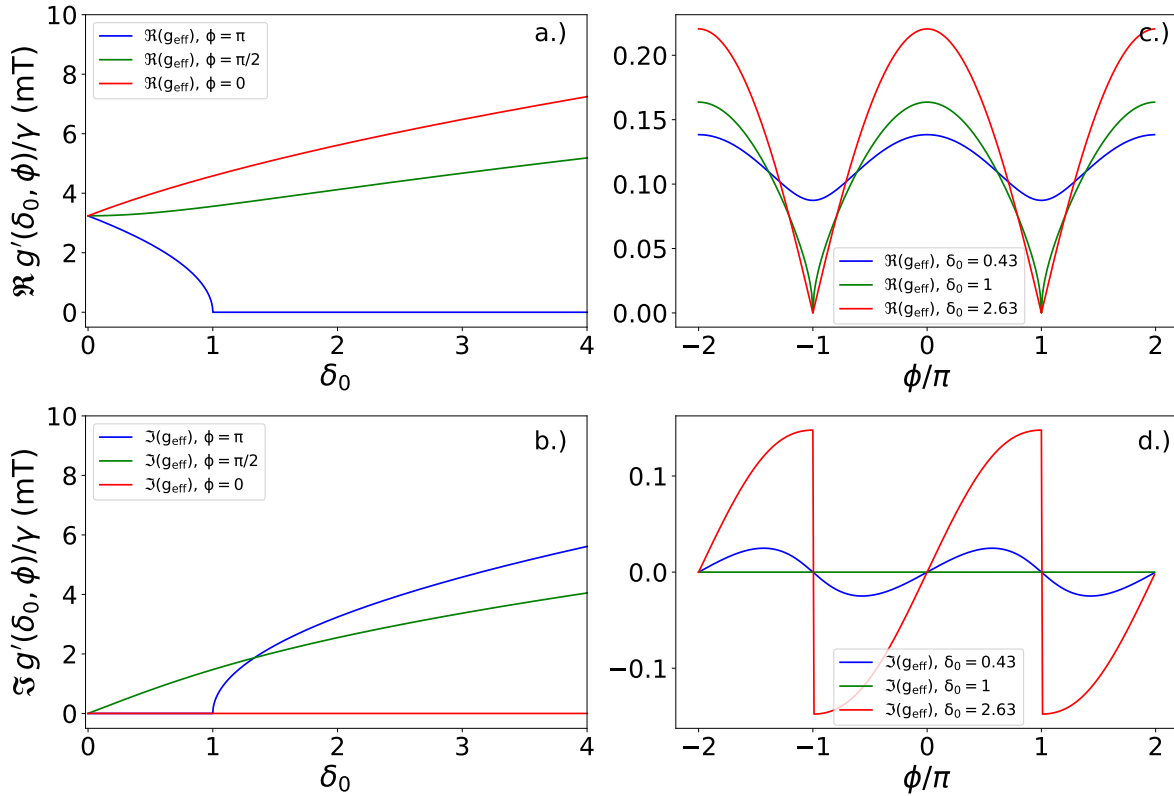 10
8
6
4
2
0
ℜ g′(δ₀, ϕ)/γ (mT)
ℜ(g_eff), ϕ = π
ℜ(g_eff), ϕ = π/2
ℜ(g_eff), ϕ = 0
a.)
0 1 2 3 4
δ₀
0.20
0.15
0.10
0.05
0.00
c.)
ℜ(g_eff), δ₀ = 0.43
ℜ(g_eff), δ₀ = 1
ℜ(g_eff), δ₀ = 2.63
−2 −1 0 1 2
ϕ/π
10
8
6
4
2
0
ℑ g′(δ₀, ϕ)/γ (mT)
ℑ(g_eff), ϕ = π
ℑ(g_eff), ϕ = π/2
ℑ(g_eff), ϕ = 0
b.)
0 1 2 3 4
δ₀
0.1
0.0
−0.1
d.)
ℑ(g_eff), δ₀ = 0.43
ℑ(g_eff), δ₀ = 1
ℑ(g_eff), δ₀ = 2.63
−2 −1 0 1 2
ϕ/π